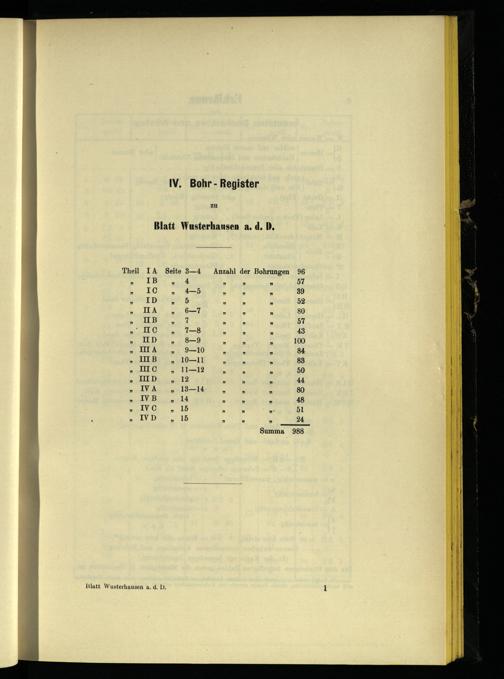 IV. Bohr-Register
zu
Blatt Wusterhausen a. d. D.
Theil I A Seite 3—4 Anzahl der Bohrungen 96
„ I B „ 4 „ „ „ 57
„ I C „ 4—5 „ „ „ 39
„ I D „ 5 „ „ „ 52
„ II A „ 6—7 „ „ „ 80
„ II B „ 7 „ „ „ 57
„ II C „ 7—8 „ „ „ 43
„ II D „ 8—9 „ „ „ 100
„ III A „ 9—10 „ „ „ 84
„ III B „ 10—11 „ „ „ 83
„ III C „ 11—12 „ „ „ 50
„ III D „ 12 „ „ „ 44
„ IV A „ 13—14 „ „ „ 80
„ IV B „ 14 „ „ „ 48
„ IV C „ 15 „ „ „ 51
„ IV D „ 15 „ „ „ 24
Summa 988
Blatt Wusterhausen a. d. D. 1